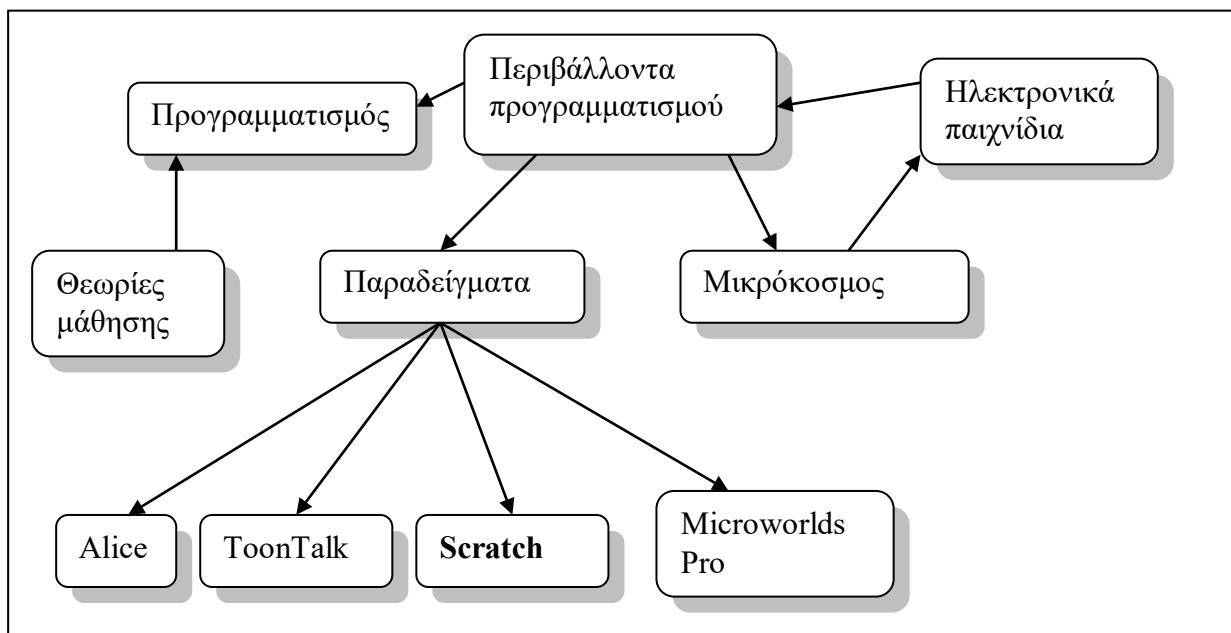 Περιβάλλοντα
προγραμματισμού
Ηλεκτρονικά
παιχνίδια
Προγραμματισμός
Θεωρίες
μάθησης
Παραδείγματα
Μικρόκοσμος
Alice
ToonTalk
Scratch
Microworlds
Pro